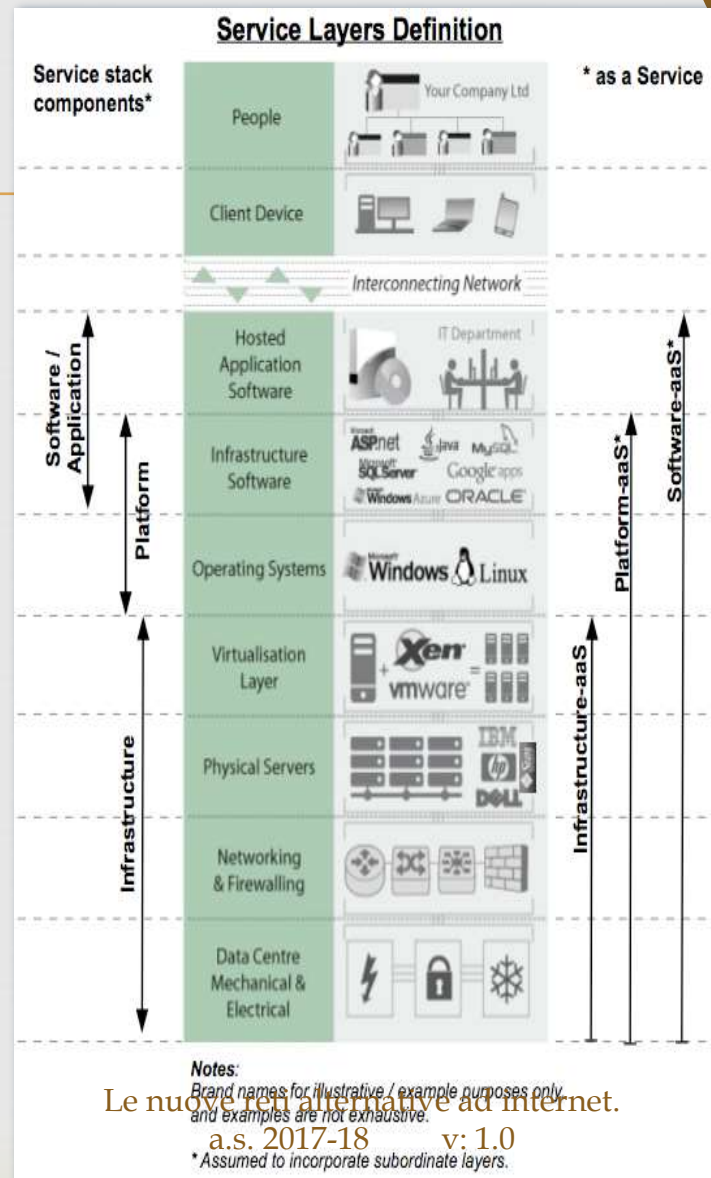 Service Layers Definition
Service stack
components*
* as a Service
People
Your Company Ltd
Client Device
Interconnecting Network
Hosted
Application
Software
IT Department
Software /
Application
Infrastructure
Software
Microsoft
ASP.net
Java
MySQL
Microsoft
SQL Server
Google apps
Windows Azure
ORACLE
Platform
Operating Systems
Microsoft
Windows
Linux
Virtualisation
Layer
+
Xen
vmware
=
Physical Servers
IBM
hp
Sun
DELL
Infrastructure
Networking
& Firewalling
Data Centre
Mechanical &
Electrical
Infrastructure-aaS
Platform-aaS*
Software-aaS*
Notes:
Brand names for illustrative / example purposes only,
and examples are not exhaustive.
Le nuove reti alternative ad internet.
a.s. 2017-18 v: 1.0
* Assumed to incorporate subordinate layers.